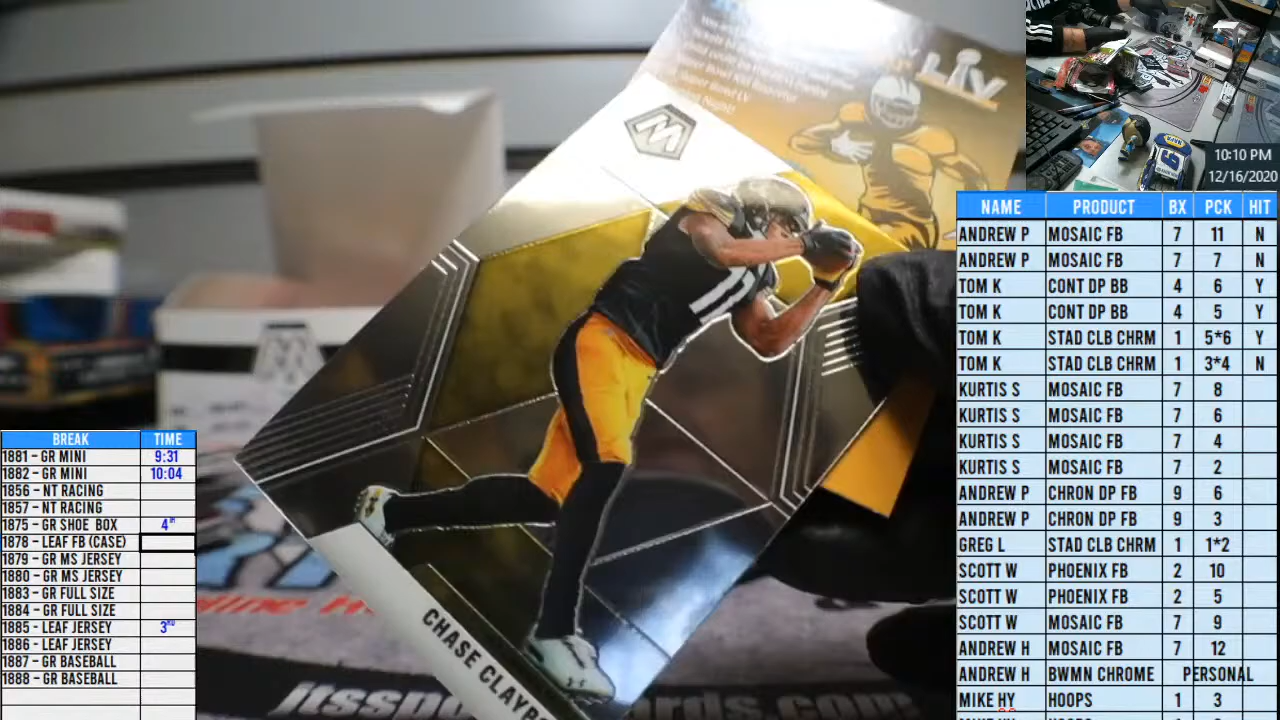 LIV
M
11
CHASE CLAYPO
jtssp rds.com
10:10 PM
12/16/2020
NAME PRODUCT BX PCK HIT
ANDREW P MOSAIC FB 7 11 N
ANDREW P MOSAIC FB 7 7 N
TOM K CONT DP BB 4 6 Y
TOM K CONT DP BB 4 5 Y
TOM K STAD CLB CHRM 1 5*6 Y
TOM K STAD CLB CHRM 1 3*4 N
KURTIS S MOSAIC FB 7 8
KURTIS S MOSAIC FB 7 6
KURTIS S MOSAIC FB 7 4
KURTIS S MOSAIC FB 7 2
ANDREW P CHRON DP FB 9 6
ANDREW P CHRON DP FB 9 3
GREG L STAD CLB CHRM 1 1*2
SCOTT W PHOENIX FB 2 10
SCOTT W PHOENIX FB 2 5
SCOTT W MOSAIC FB 7 9
ANDREW H MOSAIC FB 7 12
ANDREW H BWMN CHROME PERSONAL
MIKE HY HOOPS 1 3
BREAK TIME
1881 - GR MINI 9:31
1882 - GR MINI 10:04
1856 - NT RACING
1857 - NT RACING
1875 - GR SHOE BOX 4TH
1878 - LEAF FB (CASE)
1879 - GR MS JERSEY
1880 - GR MS JERSEY
1883 - GR FULL SIZE
1884 - GR FULL SIZE
1885 - LEAF JERSEY 3RD
1886 - LEAF JERSEY
1887 - GR BASEBALL
1888 - GR BASEBALL